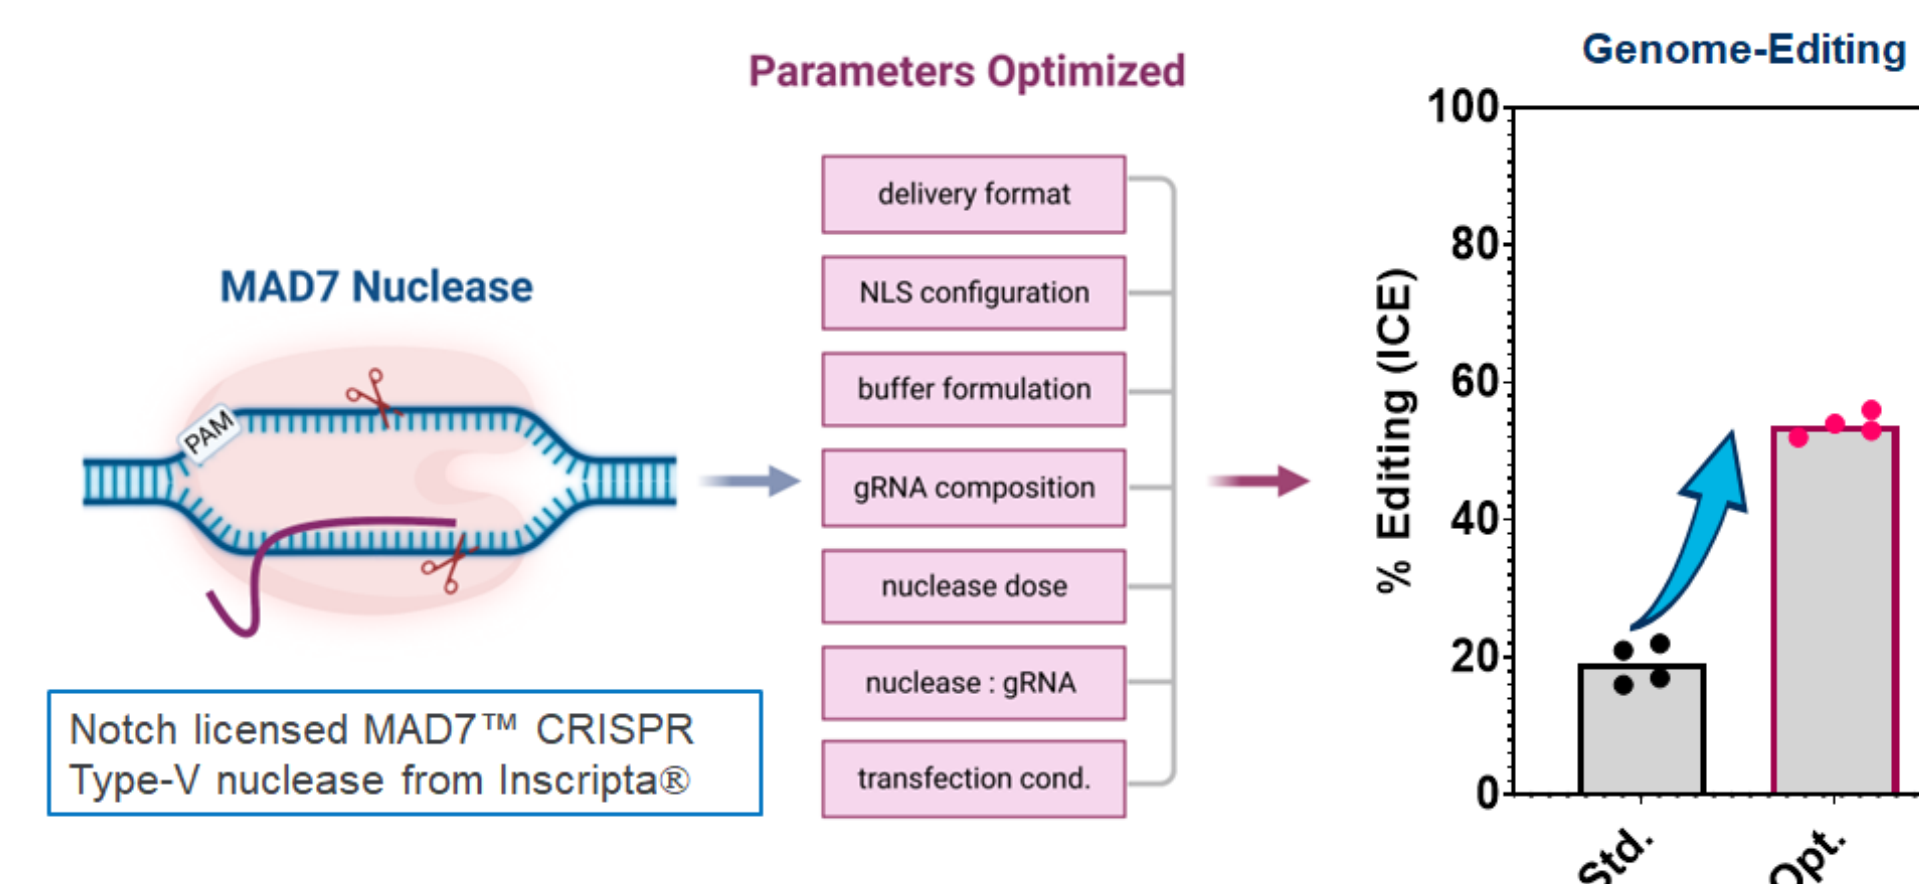 Parameters Optimized
MAD7 Nuclease
PAM
Notch licensed MAD7™ CRISPR
Type-V nuclease from Inscripta®
delivery format
NLS configuration
buffer formulation
gRNA composition
nuclease dose
nuclease : gRNA
transfection cond.
Genome-Editing
% Editing (ICE)
100
80
60
40
20
0
Std.
Opt.